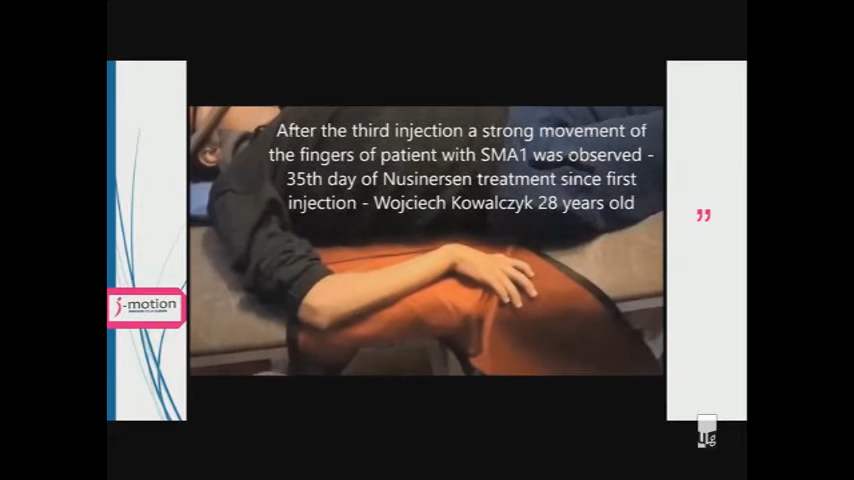 After the third injection a strong movement of
the fingers of patient with SMA1 was observed -
35th day of Nusinersen treatment since first
injection - Wojciech Kowalczyk 28 years old
”
i-motion